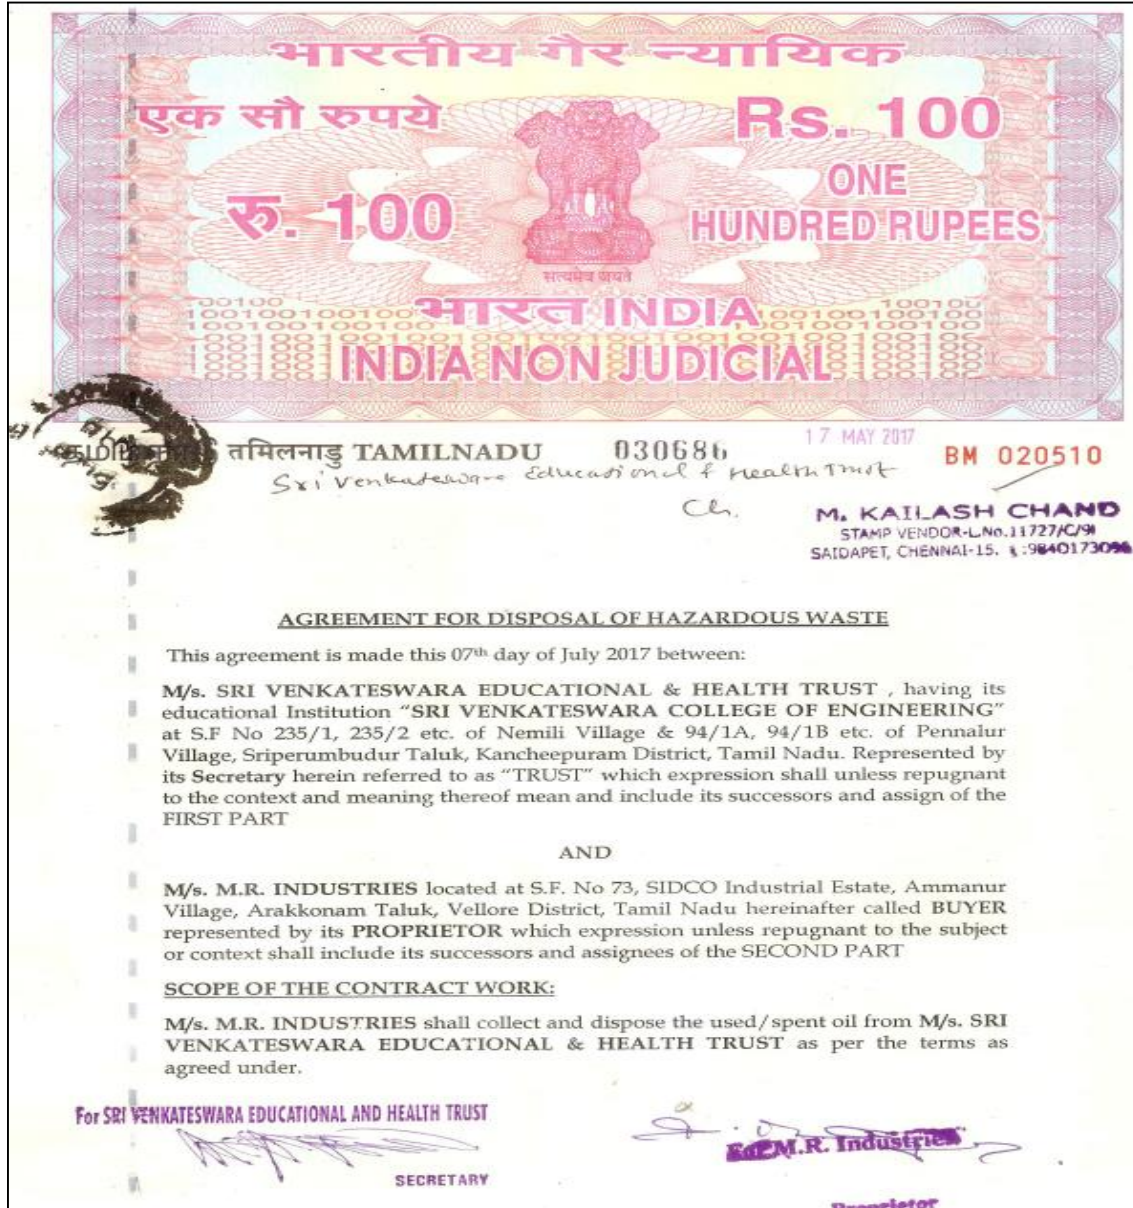 भारतीय गैर न्यायिक
एक सौ रुपये
Rs. 100
रु. 100
ONE
HUNDRED RUPEES
सत्यमेव जयते
भारत INDIA
INDIA NON JUDICIAL
तमिलनाडु TAMILNADU 030686 17 MAY 2017 BM 020510
Sri Venkateswara Educational & Health Trust
Ch.
M. KAILASH CHAND
STAMP VENDOR-L.No.11727/C/91
SAIDAPET, CHENNAI-15.
AGREEMENT FOR DISPOSAL OF HAZARDOUS WASTE
This agreement is made this 07th day of July 2017 between:
M/s. SRI VENKATESWARA EDUCATIONAL & HEALTH TRUST , having its
educational Institution “SRI VENKATESWARA COLLEGE OF ENGINEERING”
at S.F No 235/1, 235/2 etc. of Nemili Village & 94/1A, 94/1B etc. of Pennalur
Village, Sriperumbudur Taluk, Kancheepuram District, Tamil Nadu. Represented by
its Secretary herein referred to as “TRUST” which expression shall unless repugnant
to the context and meaning thereof mean and include its successors and assign of the
FIRST PART
AND
M/s. M.R. INDUSTRIES located at S.F. No 73, SIDCO Industrial Estate, Ammanur
Village, Arakkonam Taluk, Vellore District, Tamil Nadu hereinafter called BUYER
represented by its PROPRIETOR which expression unless repugnant to the subject
or context shall include its successors and assignees of the SECOND PART
SCOPE OF THE CONTRACT WORK:
M/s. M.R. INDUSTRIES shall collect and dispose the used/spent oil from M/s. SRI
VENKATESWARA EDUCATIONAL & HEALTH TRUST as per the terms as
agreed under.
For SRI VENKATESWARA EDUCATIONAL AND HEALTH TRUST
For M.R. Industries
SECRETARY
Proprietor